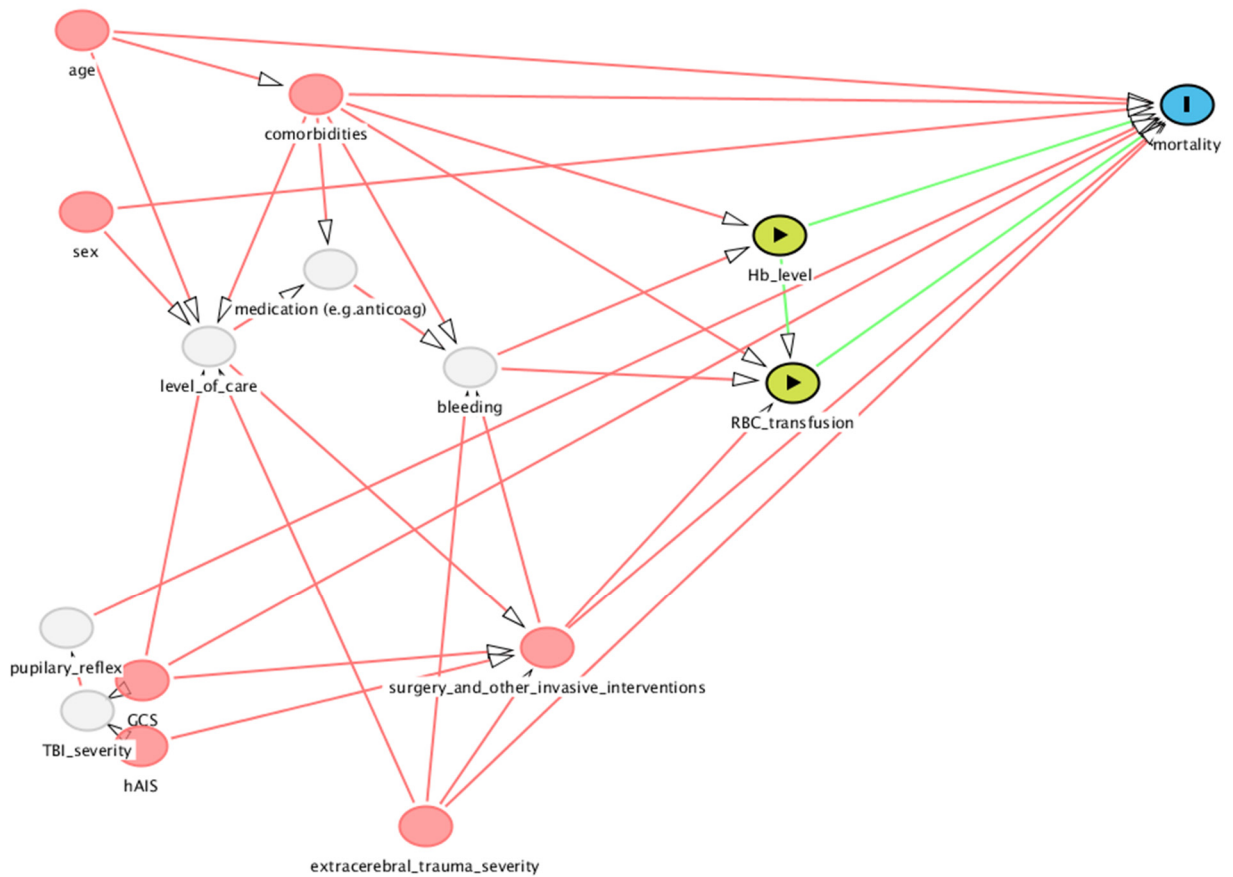 age
comorbidities
mortality
sex
Hb_level
medication (e.g.anticoag)
level_of_care
bleeding
RBC_transfusion
pupilary_reflex
surgery_and_other_invasive_interventions
GCS
TBI_severity
hAIS
extracerebral_trauma_severity